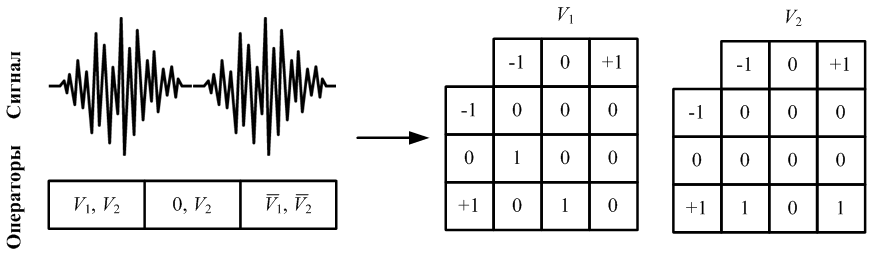 Сигнал
Операторы
V₁, V₂ 0, V₂ V̅₁, V̅₂
V₁
-1 0 +1
-1 0 0 0
0 1 0 0
+1 0 1 0
V₂
-1 0 +1
-1 0 0 0
0 0 0 0
+1 1 0 1